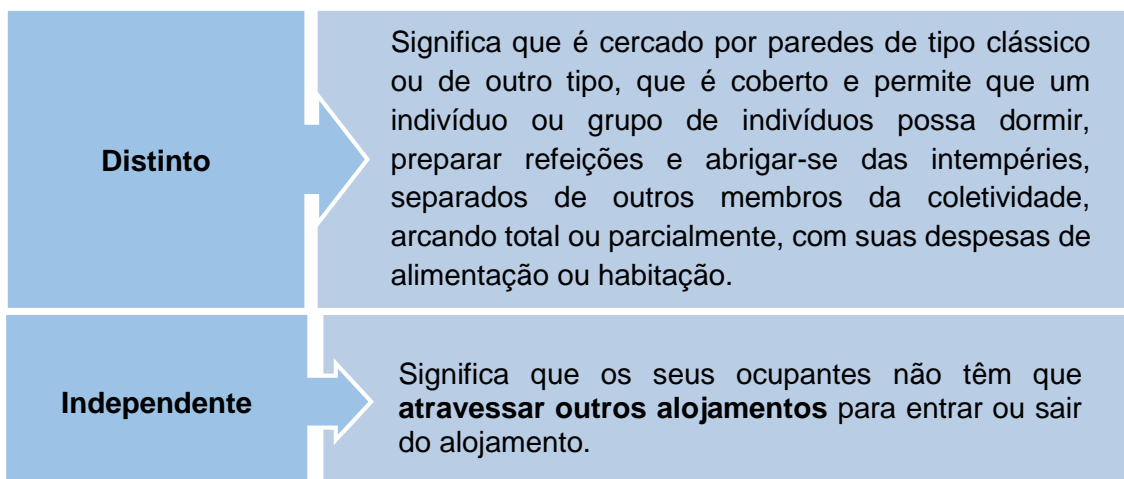 Distinto
Significa que é cercado por paredes de tipo clássico
ou de outro tipo, que é coberto e permite que um
indivíduo ou grupo de indivíduos possa dormir,
preparar refeições e abrigar-se das intempéries,
separados de outros membros da coletividade,
arcando total ou parcialmente, com suas despesas de
alimentação ou habitação.
Independente
Significa que os seus ocupantes não têm que
atravessar outros alojamentos para entrar ou sair
do alojamento.